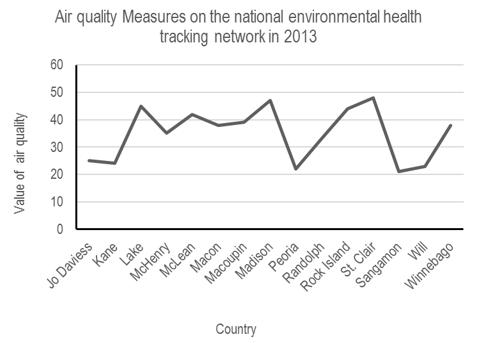 Air quality Measures on the national environmental health
tracking network in 2013
Value of air quality
60
50
40
30
20
10
0
Jo Daviess
Kane
Lake
McHenry
McLean
Macon
Macoupin
Madison
Peoria
Randolph
Rock Island
St. Clair
Sangamon
Will
Winnebago
Country